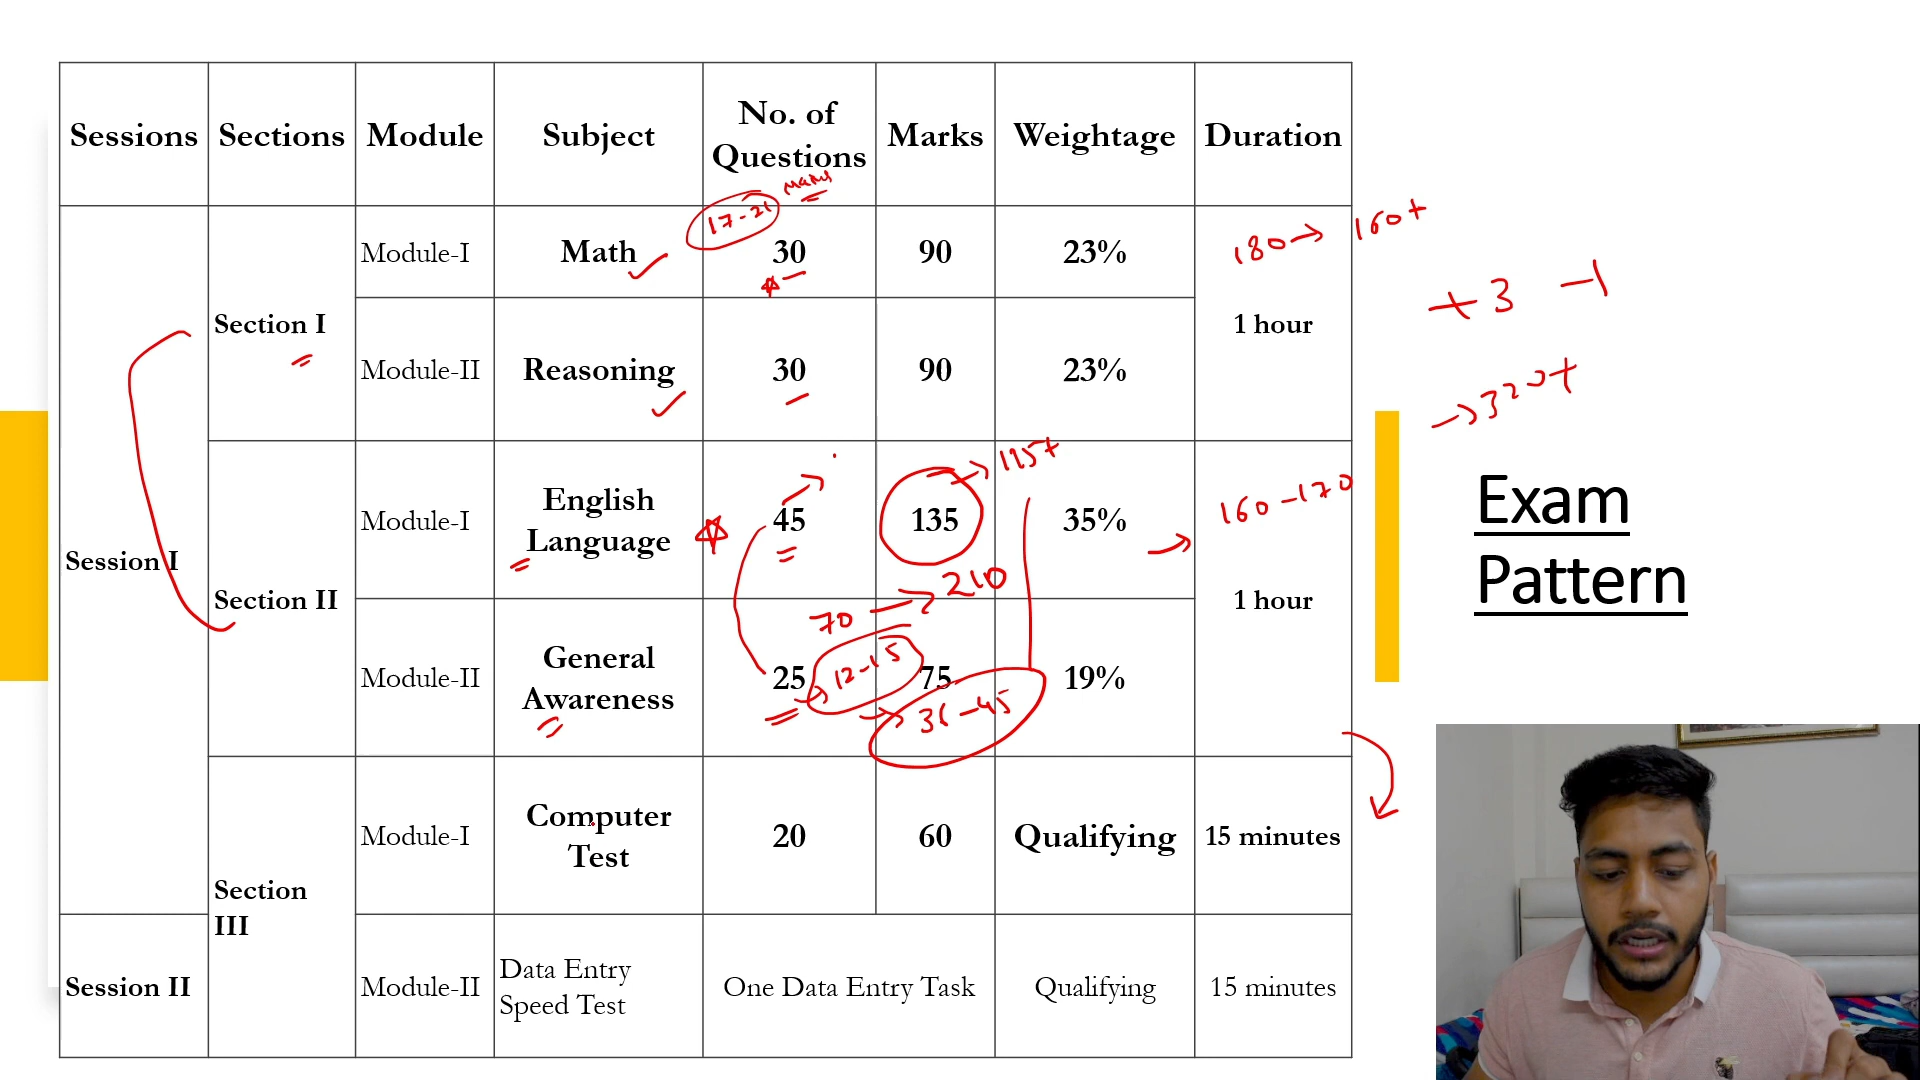 Sessions Sections Module Subject No. of Questions Marks Weightage Duration
17-21 marks
Session I Section I Module-I Math 30 90 23% 1 hour
180 → 160+
+3 -1
Module-II Reasoning 30 90 23%
→ 320+
Section II Module-I English Language 45 135 35% 1 hour
→ 115+
→ 160-170
70 → 210
Module-II General Awareness 25 75 19%
→ 12-15
→ 36-45
Section III Module-I Computer Test 20 60 Qualifying 15 minutes
Session II Module-II Data Entry Speed Test One Data Entry Task Qualifying 15 minutes
Exam
Pattern